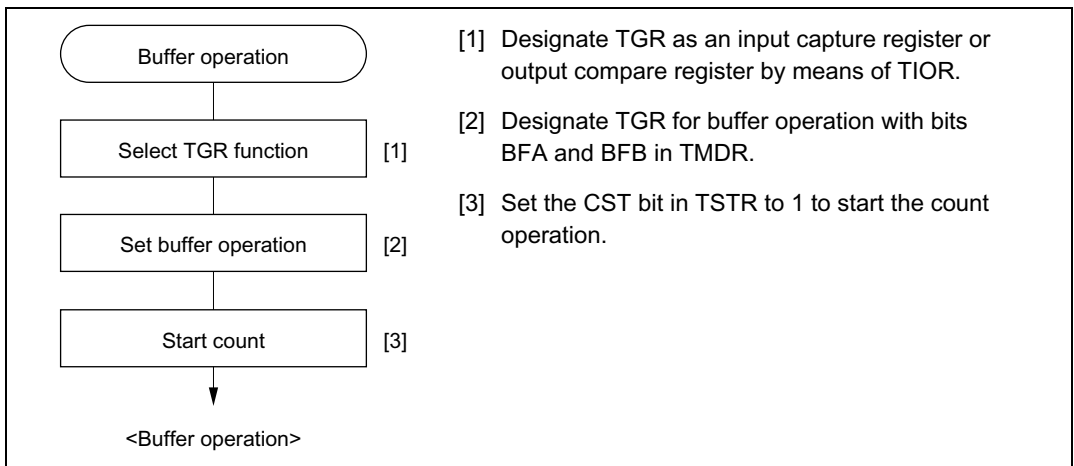 Buffer operation
Select TGR function [1]
Set buffer operation [2]
Start count [3]
<Buffer operation>
[1] Designate TGR as an input capture register or
output compare register by means of TIOR.
[2] Designate TGR for buffer operation with bits
BFA and BFB in TMDR.
[3] Set the CST bit in TSTR to 1 to start the count
operation.